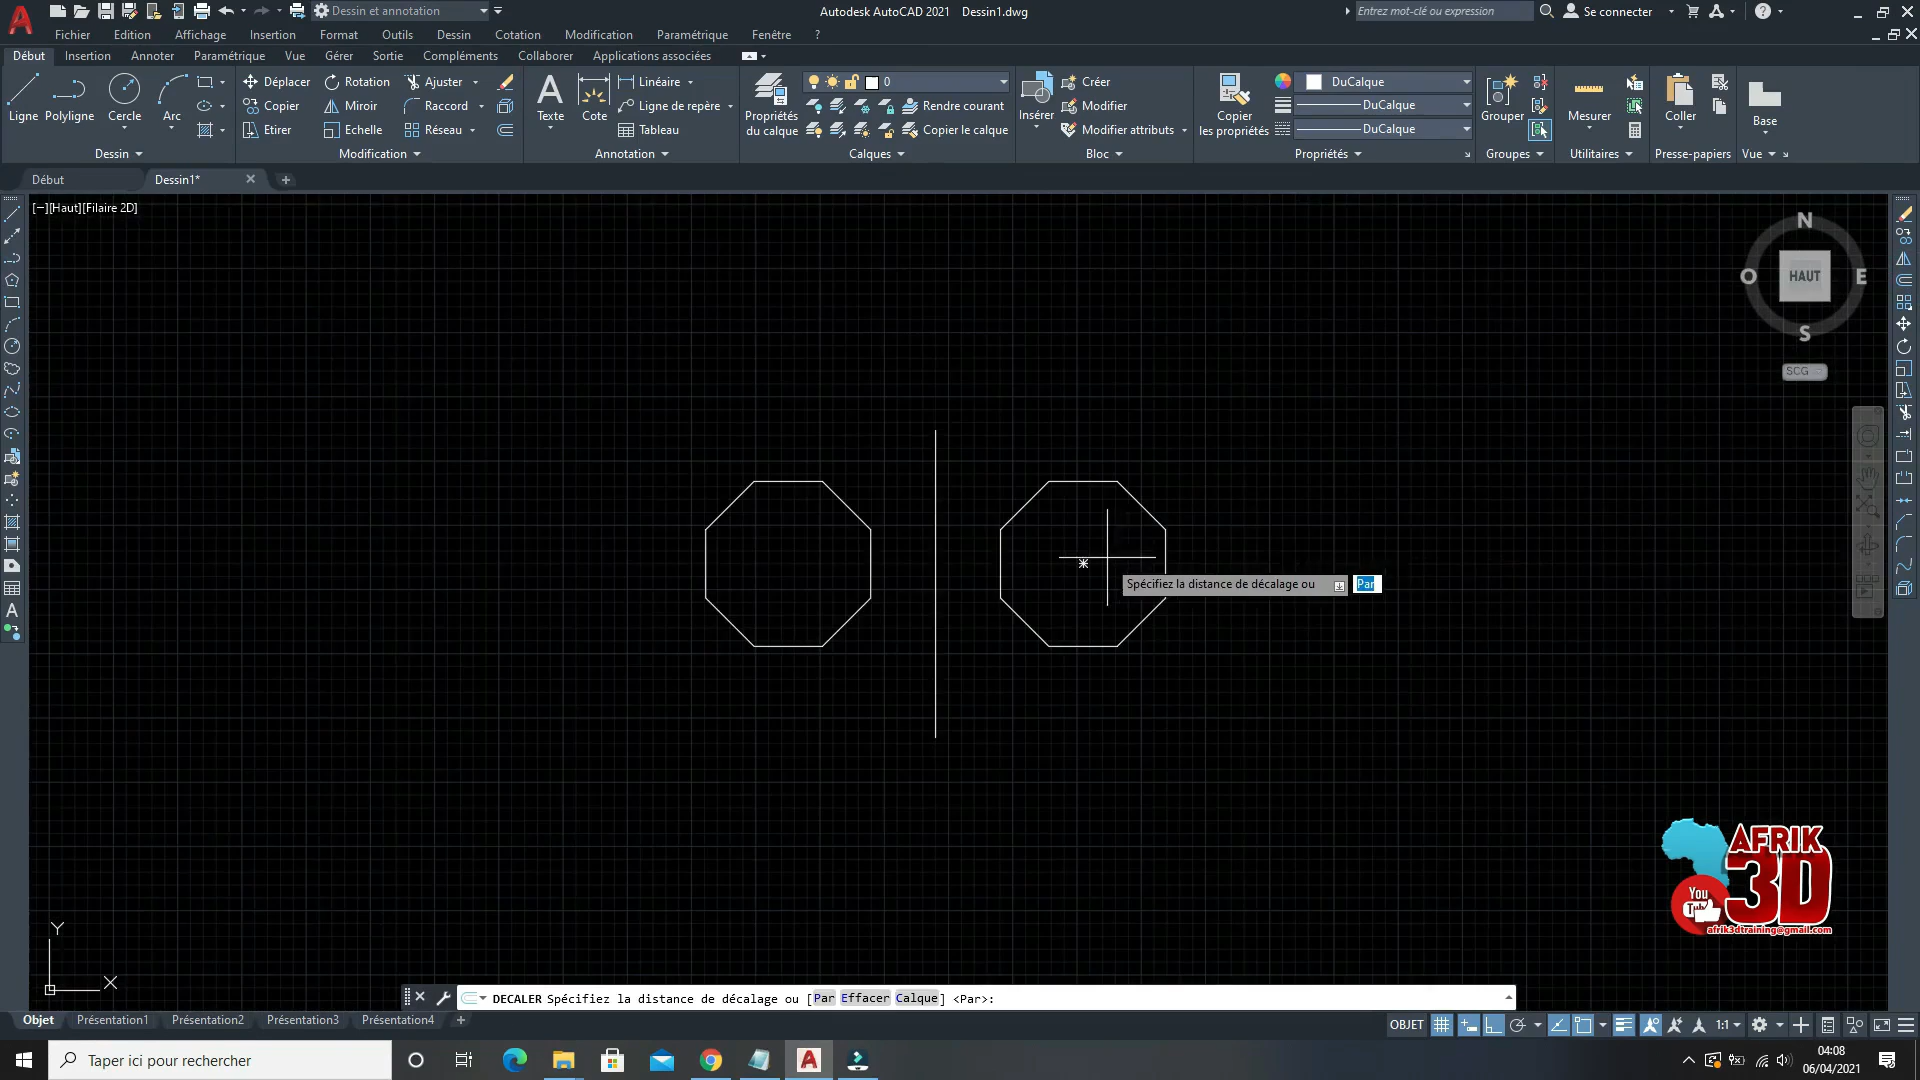 Dessin et annotation
Autodesk AutoCAD 2021 Dessin1.dwg
Entrez mot-clé ou expression
Se connecter
Fichier Edition Affichage Insertion Format Outils Dessin Cotation Modification Paramétrique Fenêtre ?
Début Insertion Annoter Paramétrique Vue Gérer Sortie Compléments Collaborer Applications associées
Déplacer Rotation Ajuster Linéaire 0 Créer DuCalque
Copier Miroir Raccord Ligne de repère Rendre courant Modifier DuCalque
Ligne Polyligne Cercle Arc Texte Cote Propriétés du calque Insérer Copier les propriétés Grouper Mesurer Coller Base
Etirer Echelle Réseau Tableau Copier le calque Modifier attributs DuCalque
Dessin Modification Annotation Calques Bloc Propriétés Groupes Utilitaires Presse-papiers Vue
Début Dessin1*
[−][Haut][Filaire 2D]
N
O HAUT E
S
SCG
Spécifiez la distance de décalage ou Par
AFRIK
3D
You
Tube
afrik3dtraining@gmail.com
Y
X
DECALER Spécifiez la distance de décalage ou [Par Effacer Calque] <Par>:
Objet Présentation1 Présentation2 Présentation3 Présentation4 +
OBJET 1:1
Taper ici pour rechercher
04:08
06/04/2021